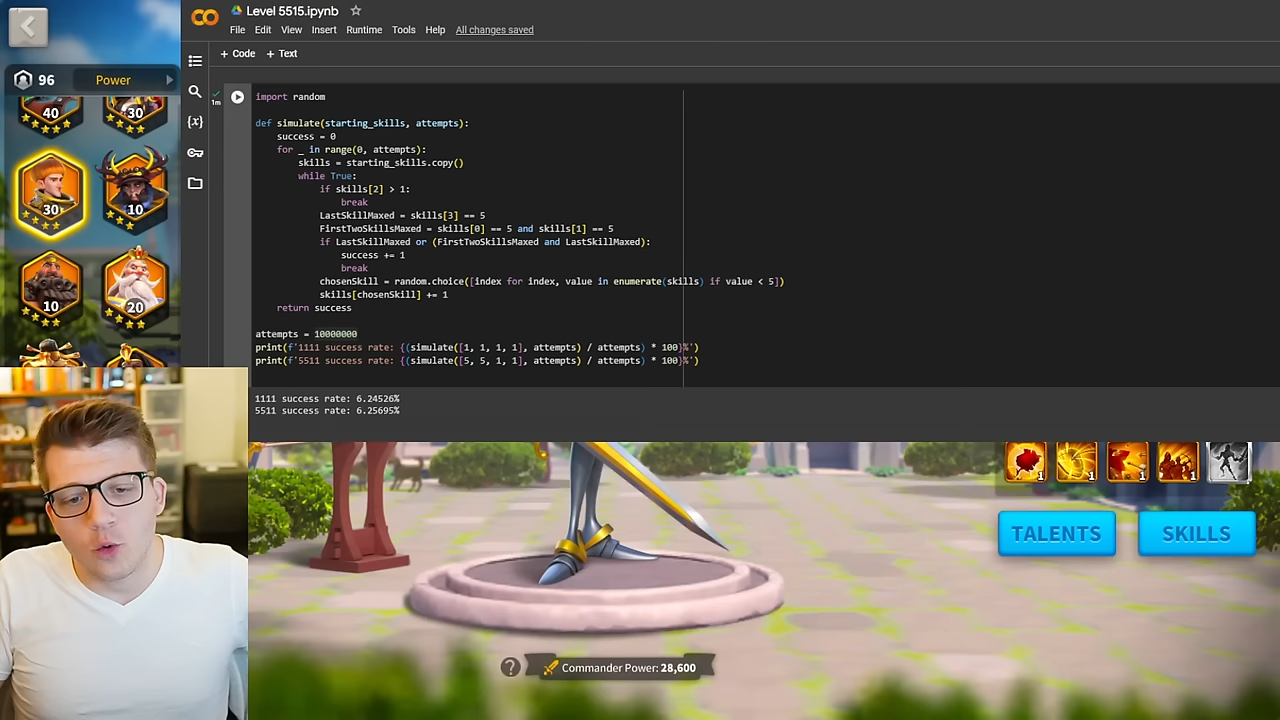 Level 5515.ipynb
File Edit View Insert Runtime Tools Help All changes saved
+ Code + Text
96 Power
40 30
30 10
10 20
{x}
1m
import random
def simulate(starting_skills, attempts):
success = 0
for _ in range(0, attempts):
skills = starting_skills.copy()
while True:
if skills[2] > 1:
break
LastSkillMaxed = skills[3] == 5
FirstTwoSkillsMaxed = skills[0] == 5 and skills[1] == 5
if LastSkillMaxed or (FirstTwoSkillsMaxed and LastSkillMaxed):
success += 1
break
chosenSkill = random.choice([index for index, value in enumerate(skills) if value < 5])
skills[chosenSkill] += 1
return success
attempts = 10000000
print(f'1111 success rate: {(simulate([1, 1, 1, 1], attempts) / attempts) * 100}%')
print(f'5511 success rate: {(simulate([5, 5, 1, 1], attempts) / attempts) * 100}%')
1111 success rate: 6.24526%
5511 success rate: 6.25695%
1 1 1 1
TALENTS SKILLS
? Commander Power: 28,600